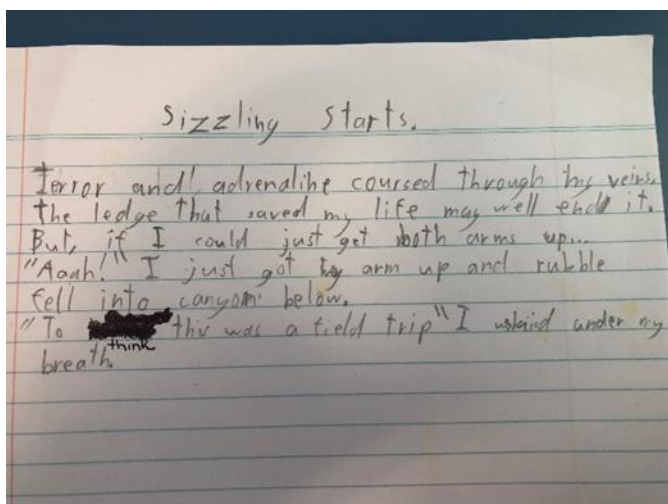 Sizzling Starts.
Terror and adrenaline coursed through my veins.
the ledge that saved my life may well end it.
But, if I could just get both arms up...
"Aaah!" I just got my arm up and rubble
fell into canyon below.
"To think this was a field trip" I under my
breath.